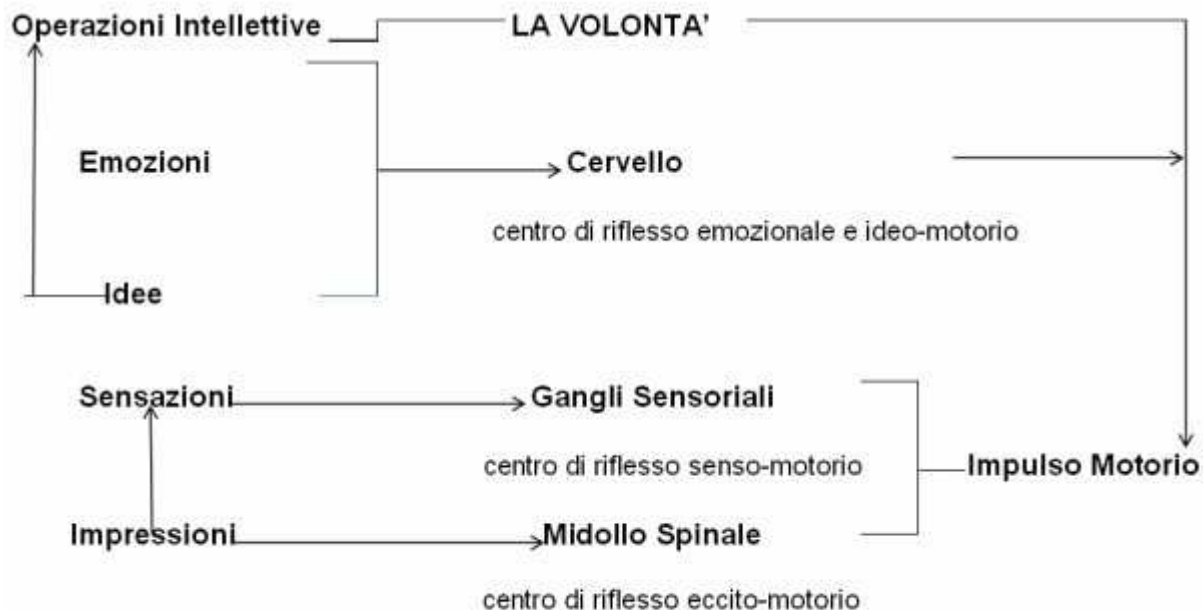 Operazioni Intellettive LA VOLONTA'
Emozioni Cervello
centro di riflesso emozionale e ideo-motorio
Idee
Sensazioni Gangli Sensoriali
centro di riflesso senso-motorio
Impulso Motorio
Impressioni Midollo Spinale
centro di riflesso eccito-motorio